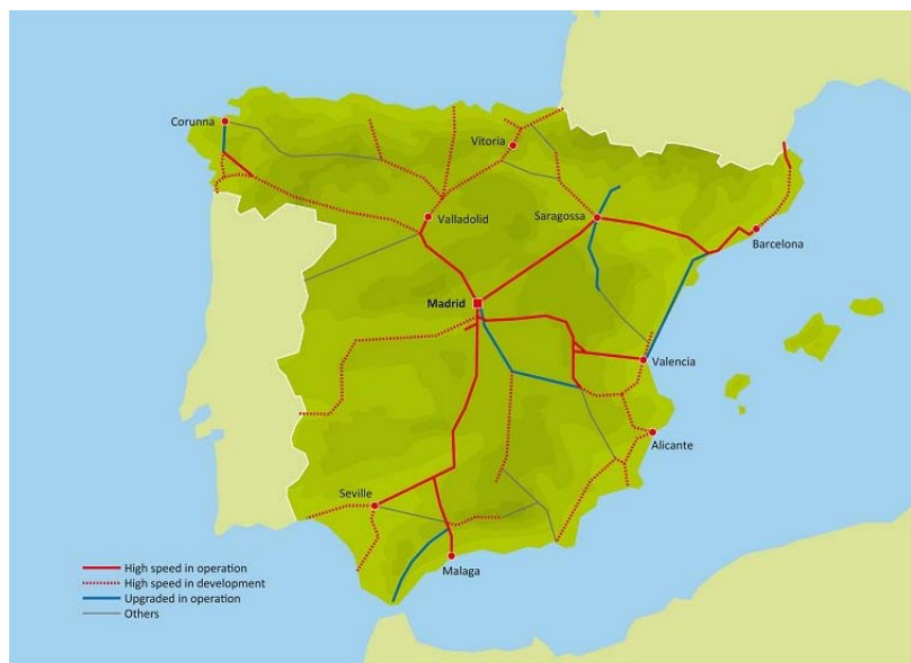 Corunna
Vitoria
Valladolid
Saragossa
Barcelona
Madrid
Valencia
Alicante
Seville
Malaga
High speed in operation
High speed in development
Upgraded in operation
Others